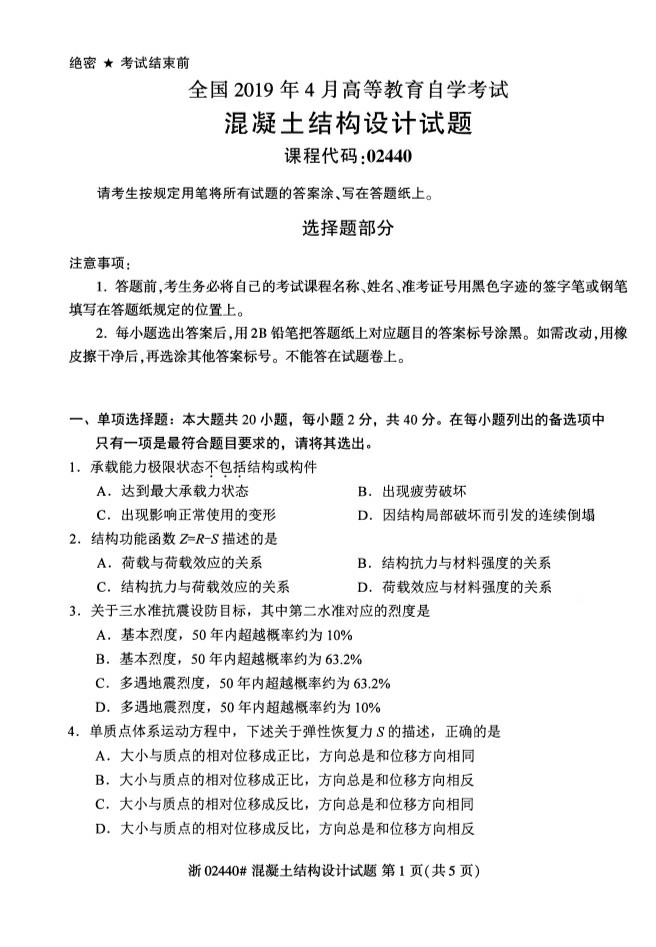 绝密 ★ 考试结束前
全国 2019 年 4 月高等教育自学考试
混凝土结构设计试题
课程代码:02440
请考生按规定用笔将所有试题的答案涂、写在答题纸上。
选择题部分
注意事项:
1. 答题前,考生务必将自己的考试课程名称、姓名、准考证号用黑色字迹的签字笔或钢笔
填写在答题纸规定的位置上。
2. 每小题选出答案后,用 2B 铅笔把答题纸上对应题目的答案标号涂黑。如需改动,用橡
皮擦干净后,再选涂其他答案标号。不能答在试题卷上。
一、单项选择题：本大题共 20 小题，每小题 2 分，共 40 分。在每小题列出的备选项中
只有一项是最符合题目要求的，请将其选出。
1．承载能力极限状态不包括结构或构件
A．达到最大承载力状态 B．出现疲劳破坏
C．出现影响正常使用的变形 D．因结构局部破坏而引发的连续倒塌
2．结构功能函数 Z=R-S 描述的是
A．荷载与荷载效应的关系 B．结构抗力与材料强度的关系
C．结构抗力与荷载效应的关系 D．荷载效应与材料强度的关系
3．关于三水准抗震设防目标，其中第二水准对应的烈度是
A．基本烈度，50 年内超越概率约为 10%
B．基本烈度，50 年内超越概率约为 63.2%
C．多遇地震烈度，50 年内超越概率约为 63.2%
D．多遇地震烈度，50 年内超越概率约为 10%
4．单质点体系运动方程中，下述关于弹性恢复力 S 的描述，正确的是
A．大小与质点的相对位移成正比，方向总是和位移方向相同
B．大小与质点的相对位移成正比，方向总是和位移方向相反
C．大小与质点的相对位移成反比，方向总是和位移方向相同
D．大小与质点的相对位移成反比，方向总是和位移方向相反
浙 02440# 混凝土结构设计试题 第 1 页(共 5 页)